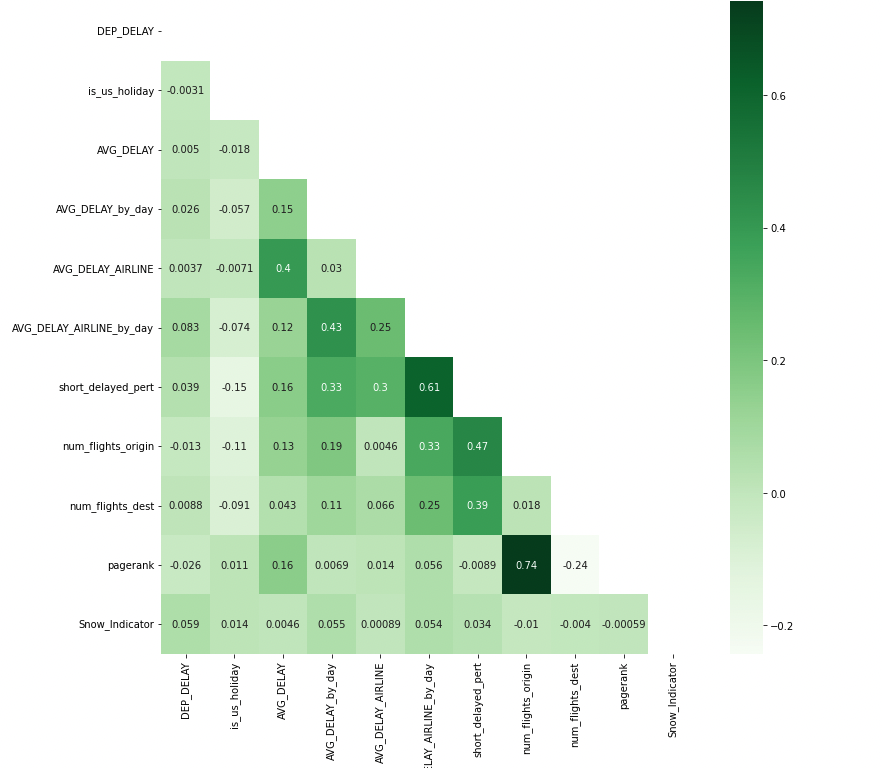 DEP_DELAY
is_us_holiday -0.0031
AVG_DELAY 0.005 -0.018
AVG_DELAY_by_day 0.026 -0.057 0.15
AVG_DELAY_AIRLINE 0.0037 -0.0071 0.4 0.03
AVG_DELAY_AIRLINE_by_day 0.083 -0.074 0.12 0.43 0.25
short_delayed_pert 0.039 -0.15 0.16 0.33 0.3 0.61
num_flights_origin -0.013 -0.11 0.13 0.19 0.0046 0.33 0.47
num_flights_dest 0.0088 -0.091 0.043 0.11 0.066 0.25 0.39 0.018
pagerank -0.026 0.011 0.16 0.0069 0.014 0.056 -0.0089 0.74 -0.24
Snow_Indicator 0.059 0.014 0.0046 0.055 0.00089 0.054 0.034 -0.01 -0.004 -0.00059
DEP_DELAY
is_us_holiday
AVG_DELAY
AVG_DELAY_by_day
AVG_DELAY_AIRLINE
ELAY_AIRLINE_by_day
short_delayed_pert
num_flights_origin
num_flights_dest
pagerank
Snow_Indicator
0.6
0.4
0.2
0.0
−0.2